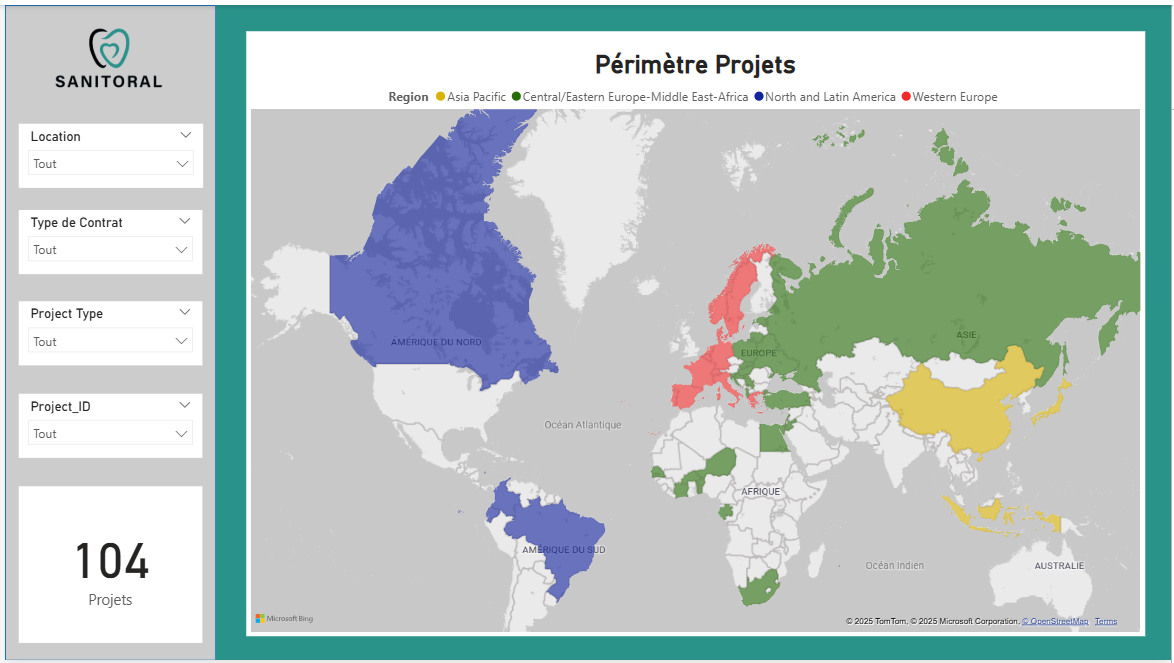 SANITORAL
Location
Tout
Type de Contrat
Tout
Project Type
Tout
Project_ID
Tout
104
Projets
Périmètre Projets
Region Asia Pacific Central/Eastern Europe-Middle East-Africa North and Latin America Western Europe
AMÉRIQUE DU NORD
EUROPE
ASIE
Océan Atlantique
AFRIQUE
AMÉRIQUE DU SUD
Océan Indien
AUSTRALIE
Microsoft Bing
© 2025 TomTom, © 2025 Microsoft Corporation, © OpenStreetMap Terms